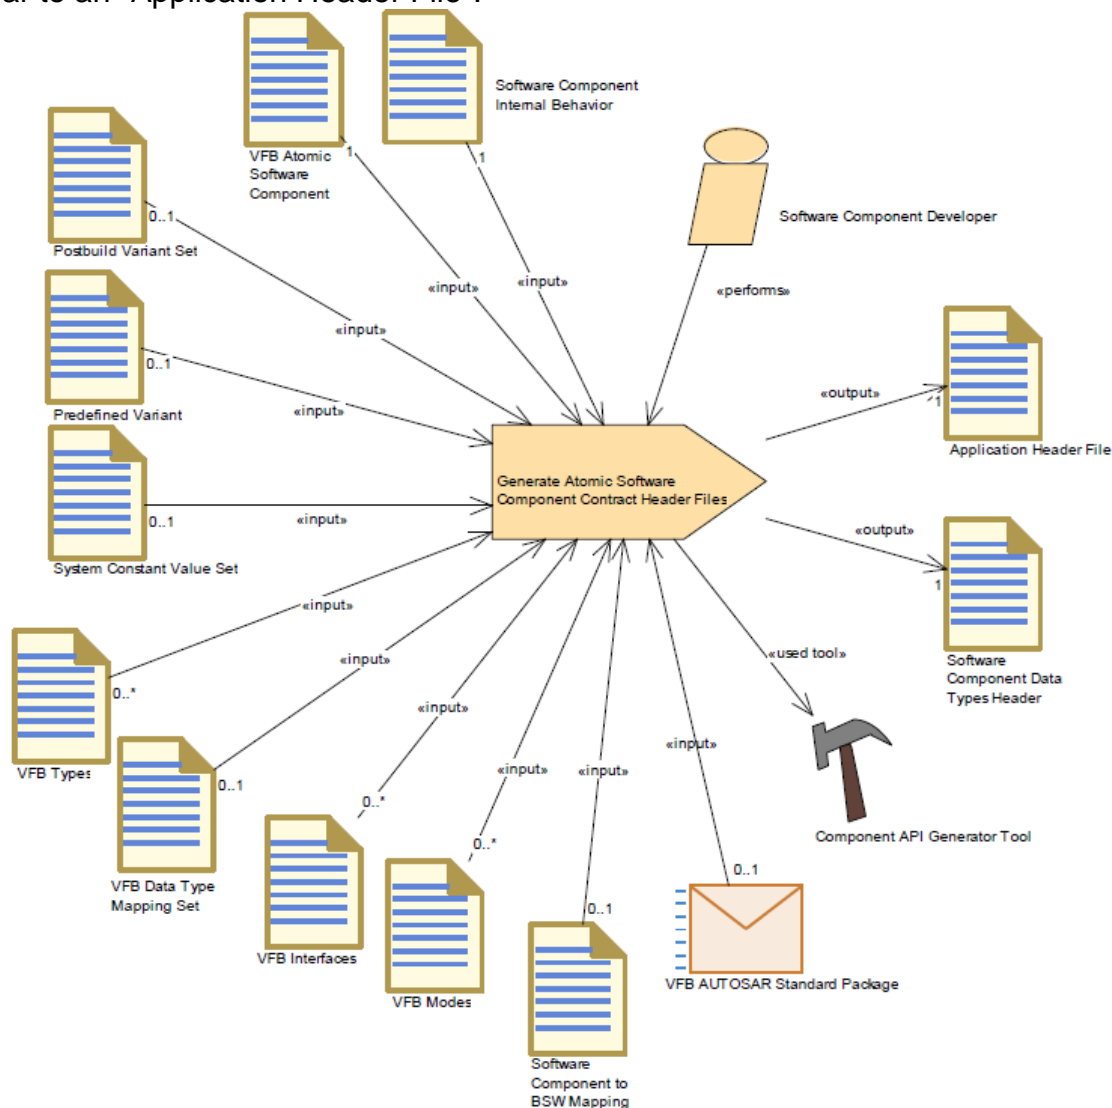 ar to an "Application Header File".
Software Component
Internal Behavior
VFB Atomic
Software
Component
1
1
0..1
Software Component Developer
Postbuild Variant Set
«input»
«input»
«performs»
«input»
0..1
«output»
1
Predefined Variant
«input»
Application Header File
Generate Atomic Software
Component Contract Header Files
0..1
«input»
«output»
System Constant Value Set
1
«input»
«input»
«used tool»
Software
Component Data
Types Header
0..*
«input»
VFB Types
0..1
«input»
«input»
«input»
0..*
0..*
Component API Generator Tool
0..1
VFB Data Type
Mapping Set
0..1
VFB Interfaces
VFB AUTOSAR Standard Package
VFB Modes
Software
Component to
BSW Mapping